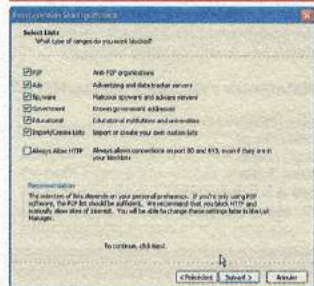 Select Lists
What type of ranges do you want blocked?
P2P Anti-P2P organisations
Ads Advertising and data tracker servers
Spyware Malicious spyware and adware servers
Government Known government addresses
Educational Educational institutions and universities
Import/Create Lists Import or create your own custom lists
Always Allow HTTP Always allows connections on port 80 and 443, even if they are in
your blocklists
Recommendation
The selection of lists depends on your personal preference. If you're only using P2P
software, the P2P list should be sufficient. We recommend that you block HTTP and
manually allow sites of interest. You will be able to change these settings later in the List
Manager.
To continue, click Next
< Précédent Suivant > Annuler